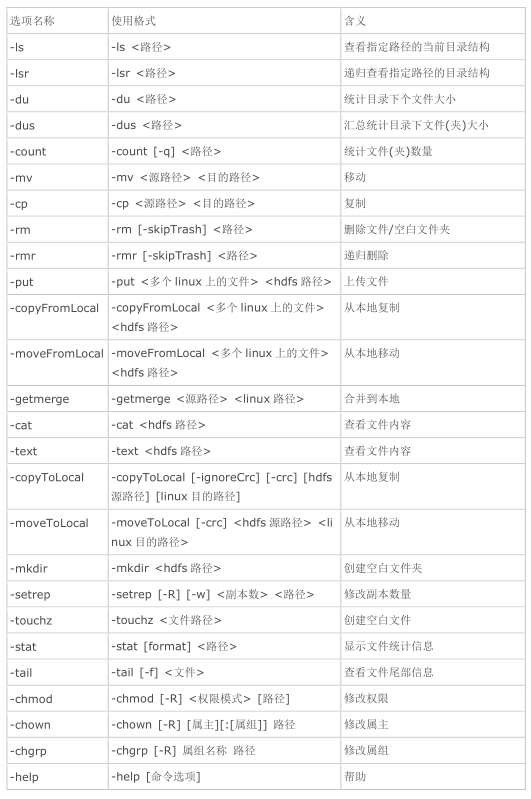 选项名称 使用格式 含义
-ls -ls <路径> 查看指定路径的当前目录结构
-lsr -lsr <路径> 递归查看指定路径的目录结构
-du -du <路径> 统计目录下个文件大小
-dus -dus <路径> 汇总统计目录下文件(夹)大小
-count -count [-q] <路径> 统计文件(夹)数量
-mv -mv <源路径> <目的路径> 移动
-cp -cp <源路径> <目的路径> 复制
-rm -rm [-skipTrash] <路径> 删除文件/空白文件夹
-rmr -rmr [-skipTrash] <路径> 递归删除
-put -put <多个 linux 上的文件> <hdfs 路径> 上传文件
-copyFromLocal -copyFromLocal <多个 linux 上的文件> 从本地复制
<hdfs 路径>
-moveFromLocal -moveFromLocal <多个 linux 上的文件> 从本地移动
<hdfs 路径>
-getmerge -getmerge <源路径> <linux 路径> 合并到本地
-cat -cat <hdfs 路径> 查看文件内容
-text -text <hdfs 路径> 查看文件内容
-copyToLocal -copyToLocal [-ignoreCrc] [-crc] [hdfs 从本地复制
源路径] [linux 目的路径]
-moveToLocal -moveToLocal [-crc] <hdfs 源路径> <li 从本地移动
nux 目的路径>
-mkdir -mkdir <hdfs 路径> 创建空白文件夹
-setrep -setrep [-R] [-w] <副本数> <路径> 修改副本数量
-touchz -touchz <文件路径> 创建空白文件
-stat -stat [format] <路径> 显示文件统计信息
-tail -tail [-f] <文件> 查看文件尾部信息
-chmod -chmod [-R] <权限模式> [路径] 修改权限
-chown -chown [-R] [属主][:[属组]] 路径 修改属主
-chgrp -chgrp [-R] 属组名称 路径 修改属组
-help -help [命令选项] 帮助